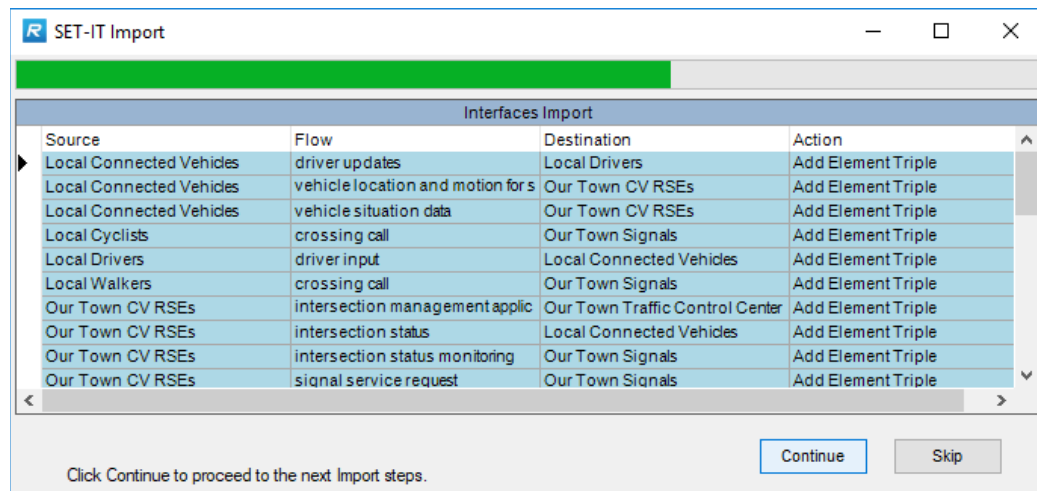 SET-IT Import
Interfaces Import
Source Flow Destination Action
Local Connected Vehicles driver updates Local Drivers Add Element Triple
Local Connected Vehicles vehicle location and motion for s Our Town CV RSEs Add Element Triple
Local Connected Vehicles vehicle situation data Our Town CV RSEs Add Element Triple
Local Cyclists crossing call Our Town Signals Add Element Triple
Local Drivers driver input Local Connected Vehicles Add Element Triple
Local Walkers crossing call Our Town Signals Add Element Triple
Our Town CV RSEs intersection management applic Our Town Traffic Control Center Add Element Triple
Our Town CV RSEs intersection status Local Connected Vehicles Add Element Triple
Our Town CV RSEs intersection status monitoring Our Town Signals Add Element Triple
Our Town CV RSEs signal service request Our Town Signals Add Element Triple
Continue Skip
Click Continue to proceed to the next Import steps.